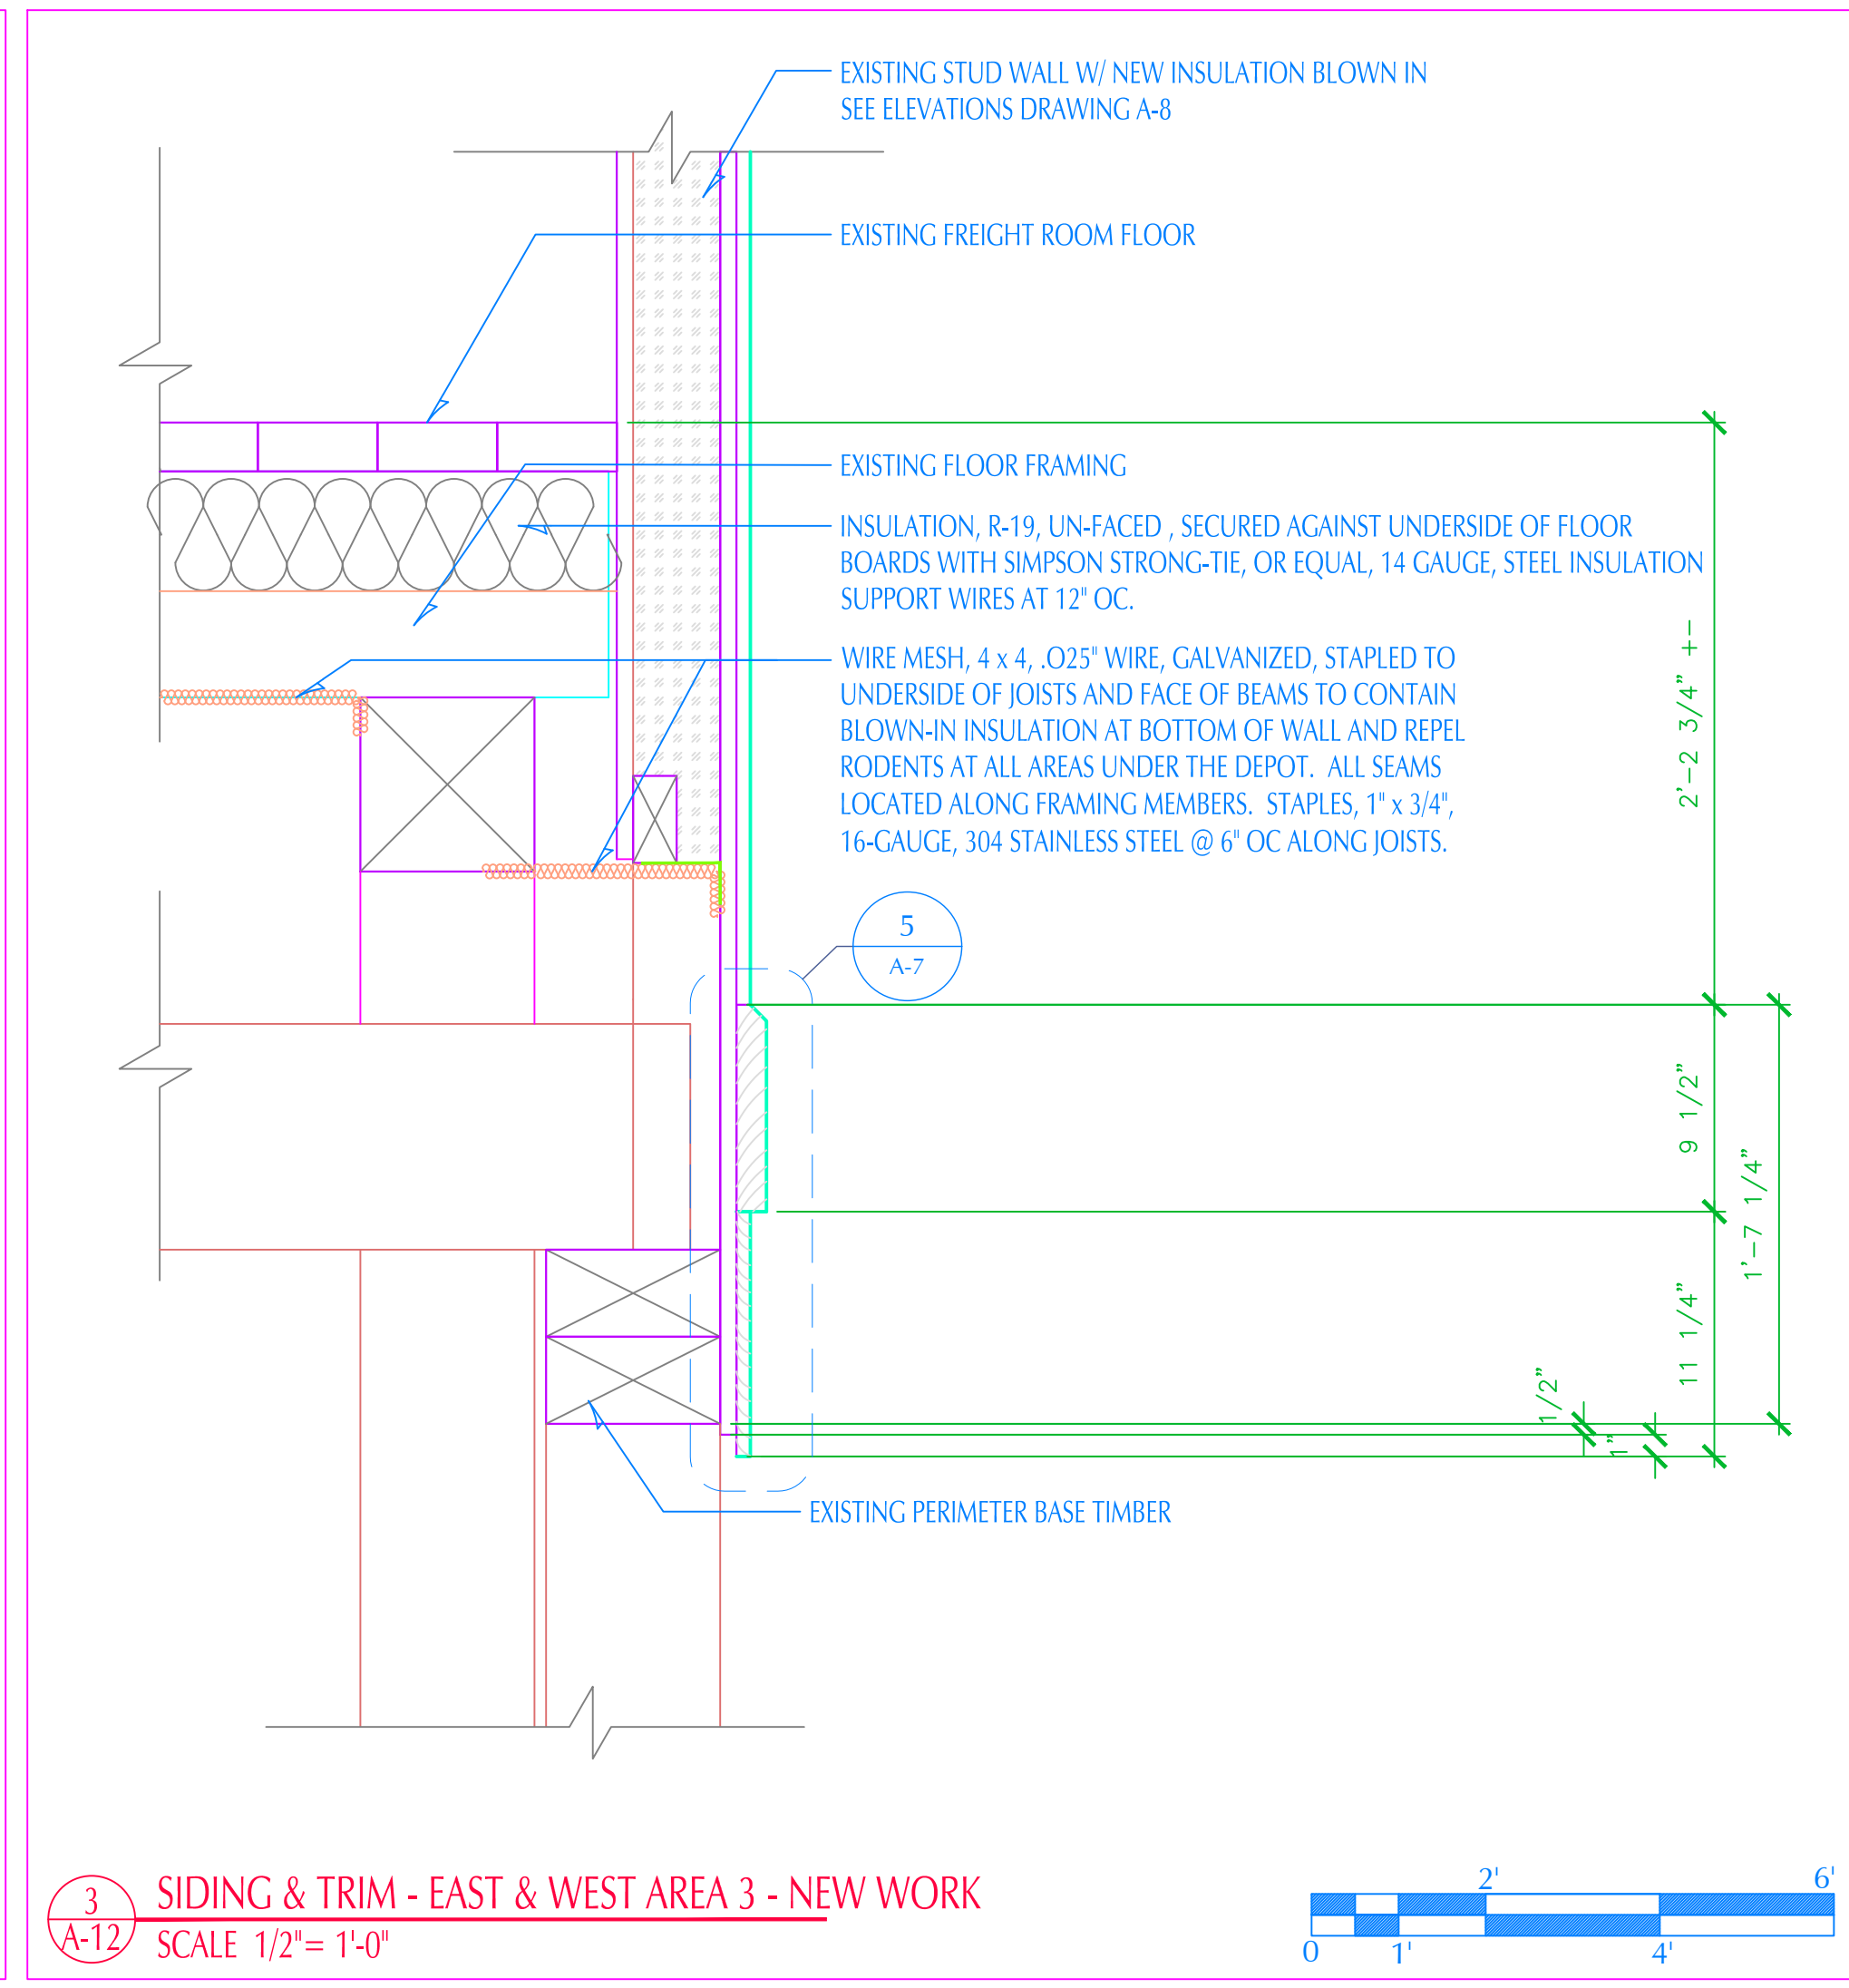 EXISTING STUD WALL W/ NEW INSULATION BLOWN IN
SEE ELEVATIONS DRAWING A-8
EXISTING FREIGHT ROOM FLOOR
EXISTING FLOOR FRAMING
INSULATION, R-19, UN-FACED , SECURED AGAINST UNDERSIDE OF FLOOR
BOARDS WITH SIMPSON STRONG-TIE, OR EQUAL, 14 GAUGE, STEEL INSULATION
SUPPORT WIRES AT 12" OC.
WIRE MESH, 4 x 4, .O25" WIRE, GALVANIZED, STAPLED TO
UNDERSIDE OF JOISTS AND FACE OF BEAMS TO CONTAIN
BLOWN-IN INSULATION AT BOTTOM OF WALL AND REPEL
RODENTS AT ALL AREAS UNDER THE DEPOT.  ALL SEAMS
LOCATED ALONG FRAMING MEMBERS.  STAPLES, 1" x 3/4",
16-GAUGE, 304 STAINLESS STEEL @ 6" OC ALONG JOISTS.
2'-2 3/4" +-
5
A-7
9 1/2"
1'-7 1/4"
11 1/4"
1/2"
1"
EXISTING PERIMETER BASE TIMBER
3
A-12
SIDING & TRIM - EAST & WEST AREA 3 - NEW WORK
SCALE 1/2"= 1'-0"
2'
6'
0
1'
4'